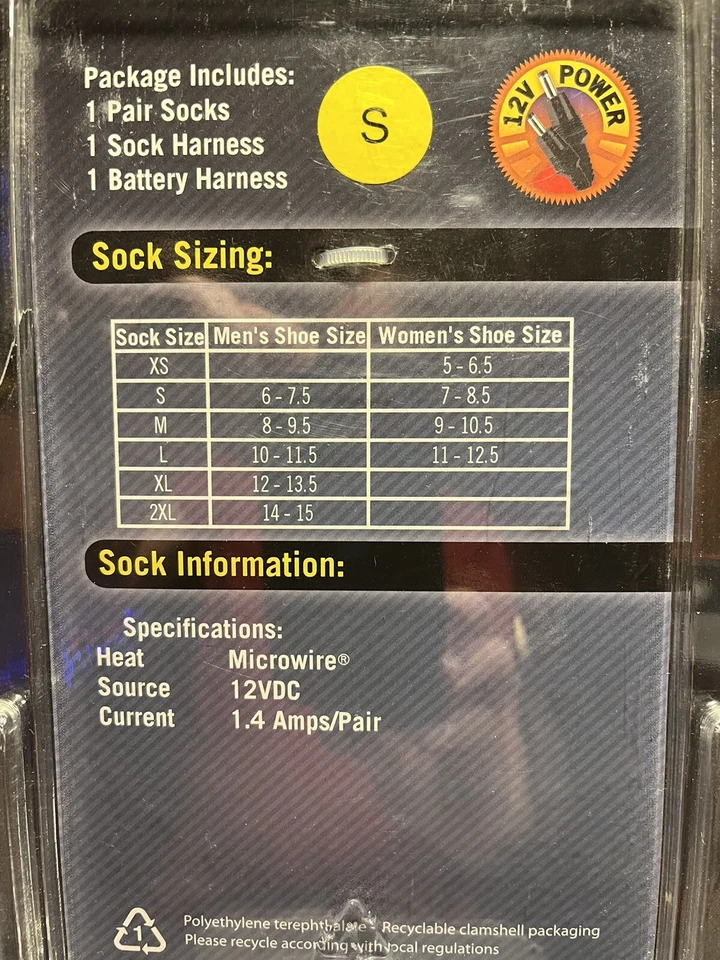 Package Includes:
1 Pair Socks
1 Sock Harness
1 Battery Harness
S
12V POWER
Sock Sizing:
Sock Size Men's Shoe Size Women's Shoe Size
XS 5 - 6.5
S 6 - 7.5 7 - 8.5
M 8 - 9.5 9 - 10.5
L 10 - 11.5 11 - 12.5
XL 12 - 13.5
2XL 14 - 15
Sock Information:
Specifications:
Heat Microwire®
Source 12VDC
Current 1.4 Amps/Pair
1
Polyethylene terephthalate - Recyclable clamshell packaging
Please recycle according with local regulations